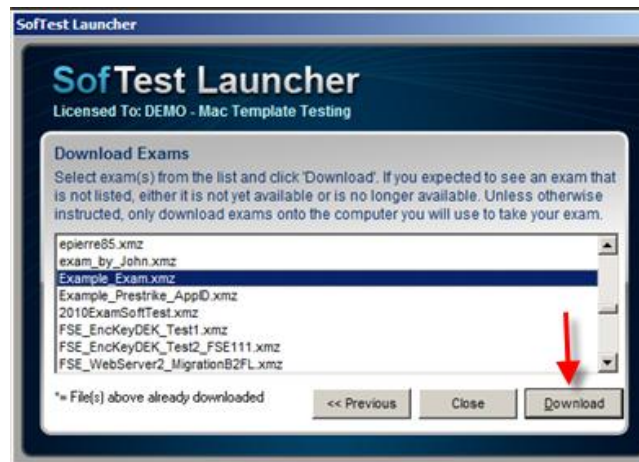 SofTest Launcher
SofTest Launcher
Licensed To: DEMO - Mac Template Testing
Download Exams
Select exam(s) from the list and click 'Download'. If you expected to see an exam that
is not listed, either it is not yet available or is no longer available. Unless otherwise
instructed, only download exams onto the computer you will use to take your exam.
epierre85.xmz
exam_by_John.xmz
Example_Exam.xmz
Example_Prestrike_AppID.xmz
2010ExamSoftTest.xmz
FSE_EncKeyDEK_Test1.xmz
FSE_EncKeyDEK_Test2_FSE111.xmz
FSE_WebServer2_MigrationB2FL.xmz
*= File(s) above already downloaded
<< Previous
Close
Download